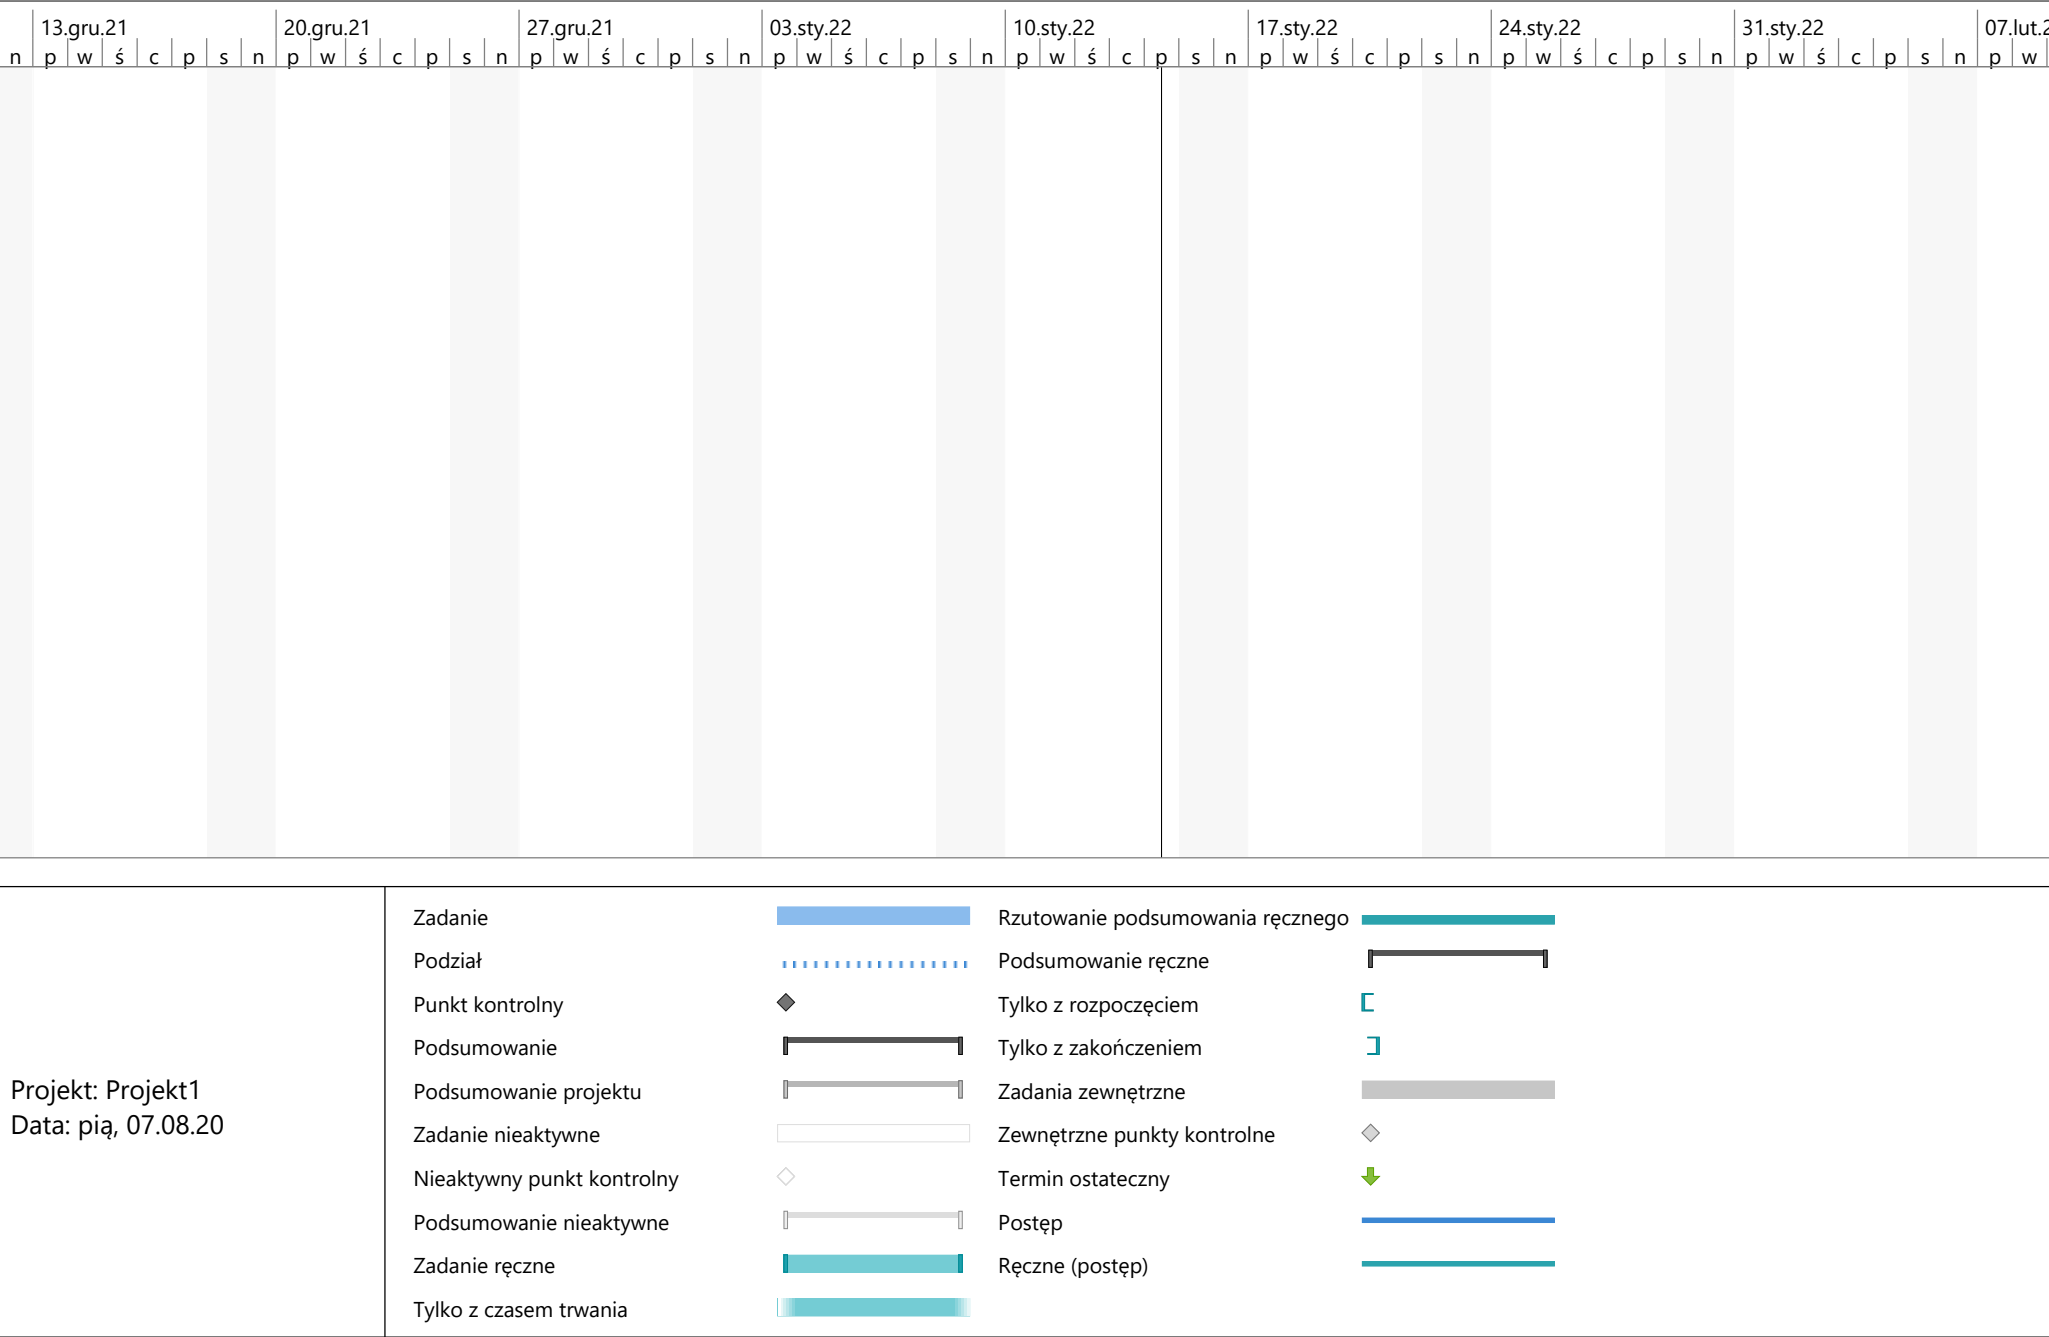 13.gru.21 20.gru.21 27.gru.21 03.sty.22 10.sty.22 17.sty.22 24.sty.22 31.sty.22 07.lut.2
n p w ś c p s n p w ś c p s n p w ś c p s n p w ś c p s n p w ś c p s n p w ś c p s n p w ś c p s n p w ś c p s n p w
Zadanie
Podział
Punkt kontrolny
Podsumowanie
Podsumowanie projektu
Zadanie nieaktywne
Nieaktywny punkt kontrolny
Podsumowanie nieaktywne
Zadanie ręczne
Tylko z czasem trwania
Rzutowanie podsumowania ręcznego
Podsumowanie ręczne
Tylko z rozpoczęciem
Tylko z zakończeniem
Zadania zewnętrzne
Zewnętrzne punkty kontrolne
Termin ostateczny
Postęp
Ręczne (postęp)
Projekt: Projekt1
Data: pią, 07.08.20